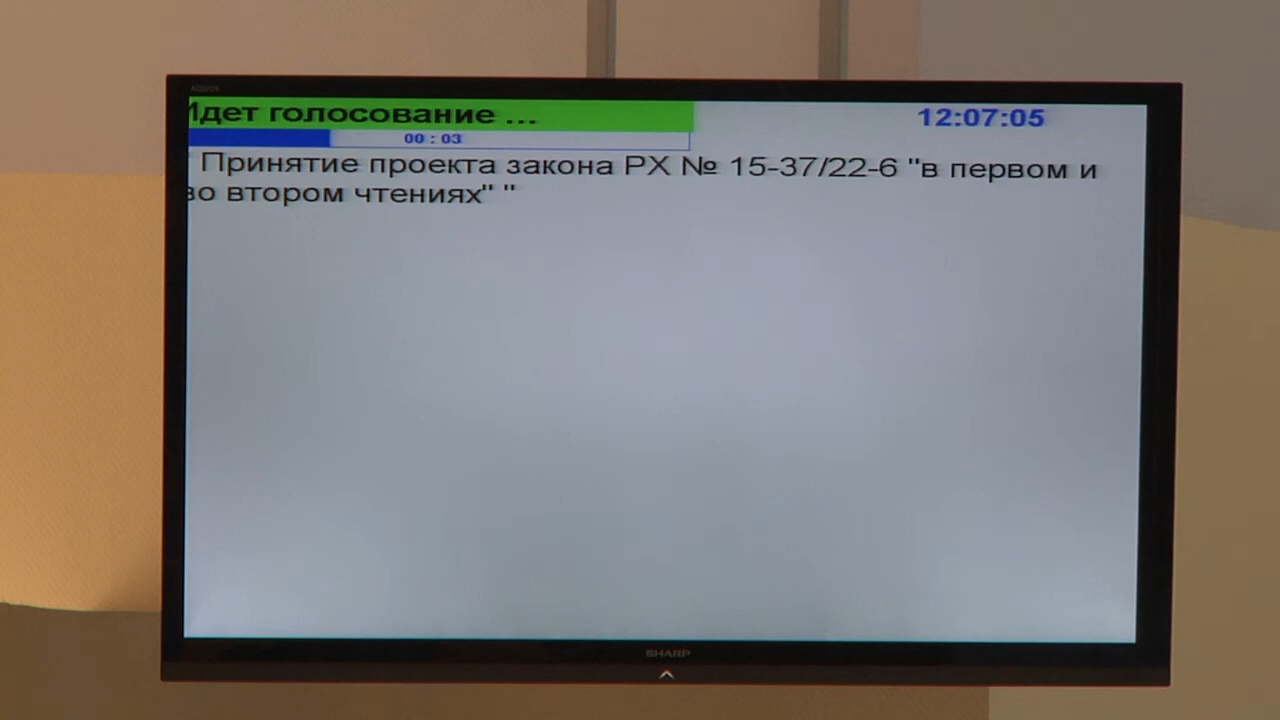 AQUOS
Идет голосование ...
12:07:05
00 : 03
" Принятие проекта закона РХ № 15-37/22-6 "в первом и
во втором чтениях" "
SHARP